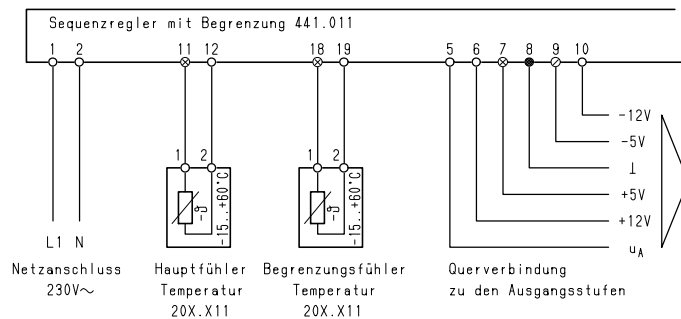 Sequenzregler mit Begrenzung 441.011
1 2 11 12 18 19 5 6 7 8 9 10
-12V
-5V
⊥
+5V
+12V
uA
1 2
-ϑ
-15...+60°C
1 2
-ϑ
-15...+60°C
L1 N
Netzanschluss
230V~
Hauptfühler
Temperatur
20X.X11
Begrenzungsfühler
Temperatur
20X.X11
Querverbindung
zu den Ausgangsstufen